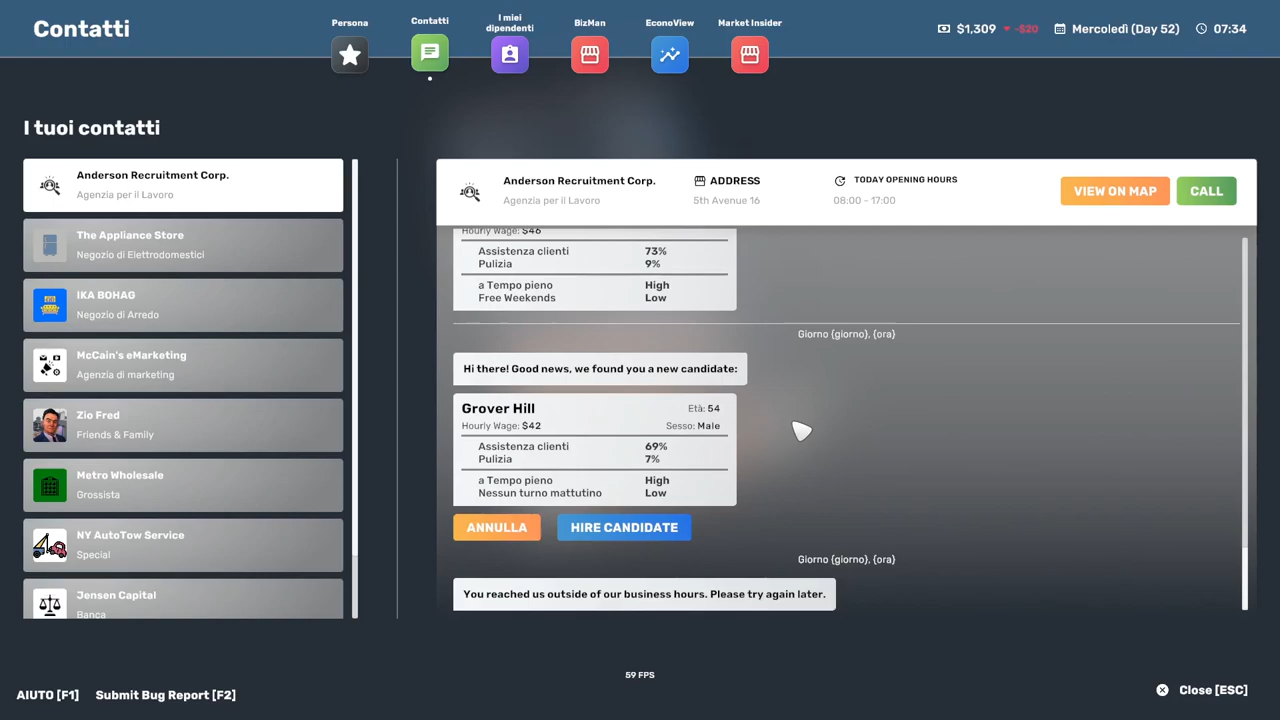 Contatti
Persona
Contatti
I miei dipendenti
BizMan
EconoView
Market Insider
$1,309 -$20
Mercoledì (Day 52)
07:34
I tuoi contatti
Anderson Recruitment Corp.
Agenzia per il Lavoro
The Appliance Store
Negozio di Elettrodomestici
IKA BOHAG
Negozio di Arredo
McCain's eMarketing
Agenzia di marketing
Zio Fred
Friends & Family
Metro Wholesale
Grossista
NY AutoTow Service
Special
Jensen Capital
Banca
Anderson Recruitment Corp.
Agenzia per il Lavoro
ADDRESS
5th Avenue 16
TODAY OPENING HOURS
08:00 - 17:00
VIEW ON MAP
CALL
Hourly Wage: $46
Assistenza clienti 73%
Pulizia 9%
a Tempo pieno High
Free Weekends Low
Giorno {giorno}, {ora}
Hi there! Good news, we found you a new candidate:
Grover Hill Età: 54
Hourly Wage: $42 Sesso: Male
Assistenza clienti 69%
Pulizia 7%
a Tempo pieno High
Nessun turno mattutino Low
ANNULLA
HIRE CANDIDATE
Giorno {giorno}, {ora}
You reached us outside of our business hours. Please try again later.
59 FPS
AIUTO [F1]
Submit Bug Report [F2]
Close [ESC]